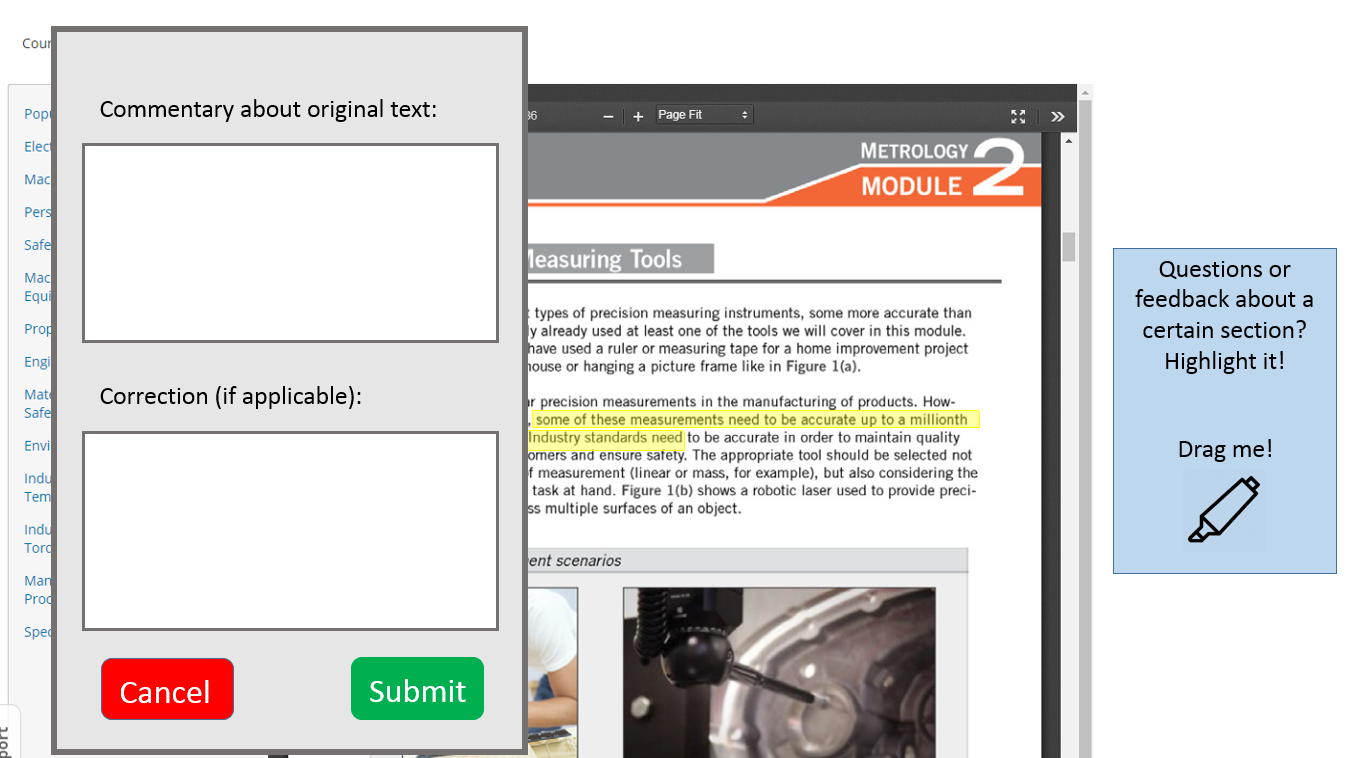 Cour
Commentary about original text:
Correction (if applicable):
Cancel
Submit
Popu
Elect
Mac
Pers
Safe
Mac
Equi
Prop
Engi
Mate
Safe
Envi
Indu
Tem
Indu
Torq
Man
Proc
Spec
port
36
Page Fit
METROLOGY
MODULE 2
Measuring Tools
types of precision measuring instruments, some more accurate than
y already used at least one of the tools we will cover in this module.
have used a ruler or measuring tape for a home improvement project
ouse or hanging a picture frame like in Figure 1(a).
r precision measurements in the manufacturing of products. How-
, some of these measurements need to be accurate up to a millionth
Industry standards need to be accurate in order to maintain quality
omers and ensure safety. The appropriate tool should be selected not
f measurement (linear or mass, for example), but also considering the
task at hand. Figure 1(b) shows a robotic laser used to provide preci-
ss multiple surfaces of an object.
ent scenarios
Questions or
feedback about a
certain section?
Highlight it!
Drag me!